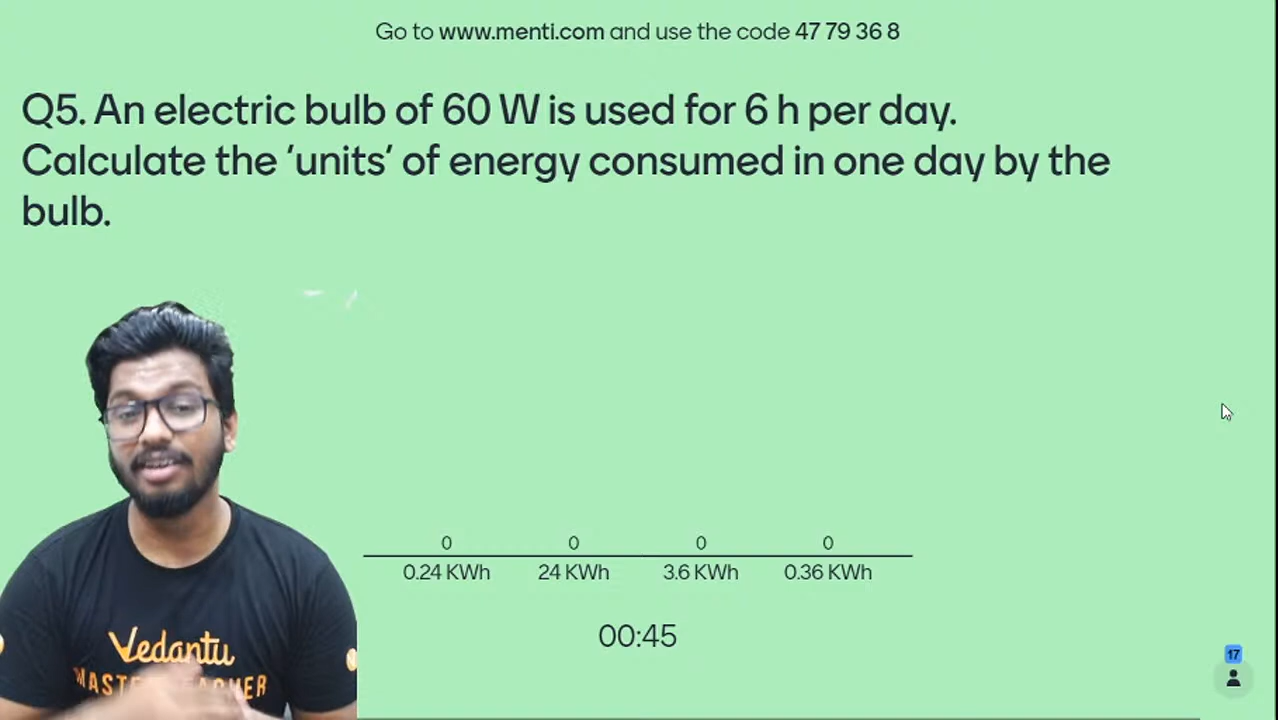 Go to www.menti.com and use the code 47 79 36 8
Q5. An electric bulb of 60 W is used for 6 h per day.
Calculate the ‘units’ of energy consumed in one day by the
bulb.
0 0 0 0
0.24 KWh 24 KWh 3.6 KWh 0.36 KWh
00:45
Vedantu
17